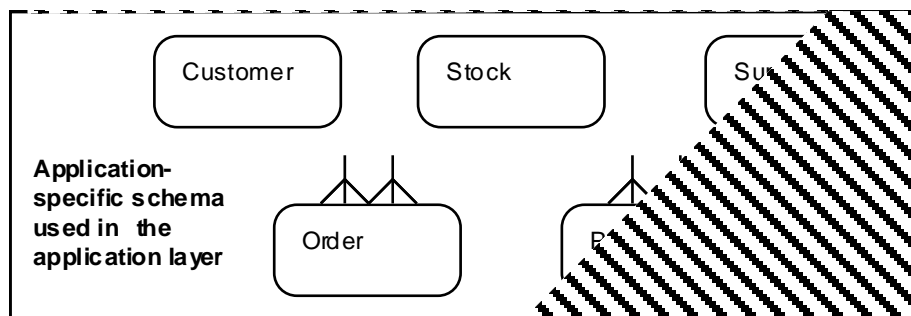 Customer
Stock
Application-
specific schema
used in the
application layer
Order